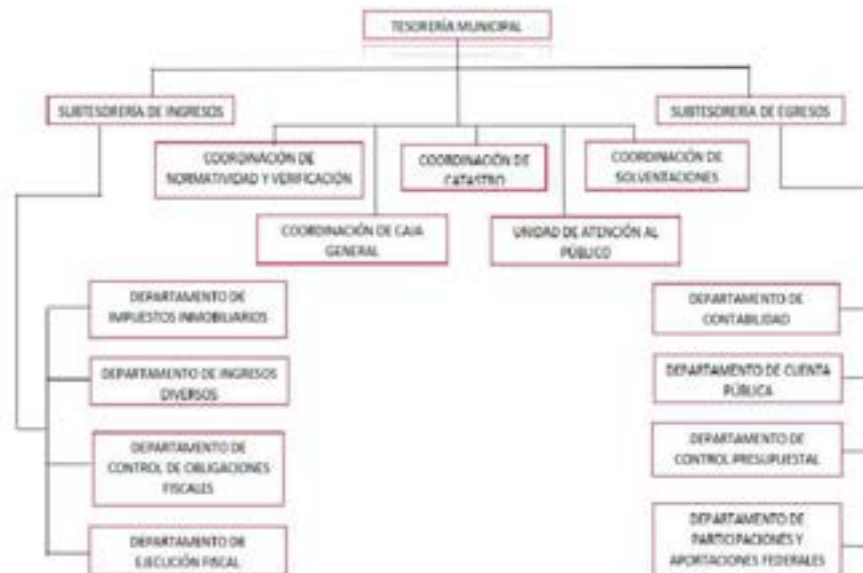 TESORERÍA MUNICIPAL
SUBTESORERÍA DE INGRESOS
SUBTESORERÍA DE EGRESOS
COORDINACIÓN DE
NORMATIVIDAD Y VERIFICACIÓN
COORDINACIÓN DE
CATASTRO
COORDINACIÓN DE
SOLVENTACIONES
COORDINACIÓN DE CAJA
GENERAL
UNIDAD DE ATENCIÓN AL
PÚBLICO
DEPARTAMENTO DE
IMPUESTOS INMOBILIARIOS
DEPARTAMENTO DE INGRESOS
DIVERSOS
DEPARTAMENTO DE
CONTROL DE OBLIGACIONES
FISCALES
DEPARTAMENTO DE
EJECUCIÓN FISCAL
DEPARTAMENTO DE
CONTABILIDAD
DEPARTAMENTO DE CUENTA
PÚBLICA
DEPARTAMENTO DE
CONTROL PRESUPUESTAL
DEPARTAMENTO DE
PARTICIPACIONES Y
APORTACIONES FEDERALES